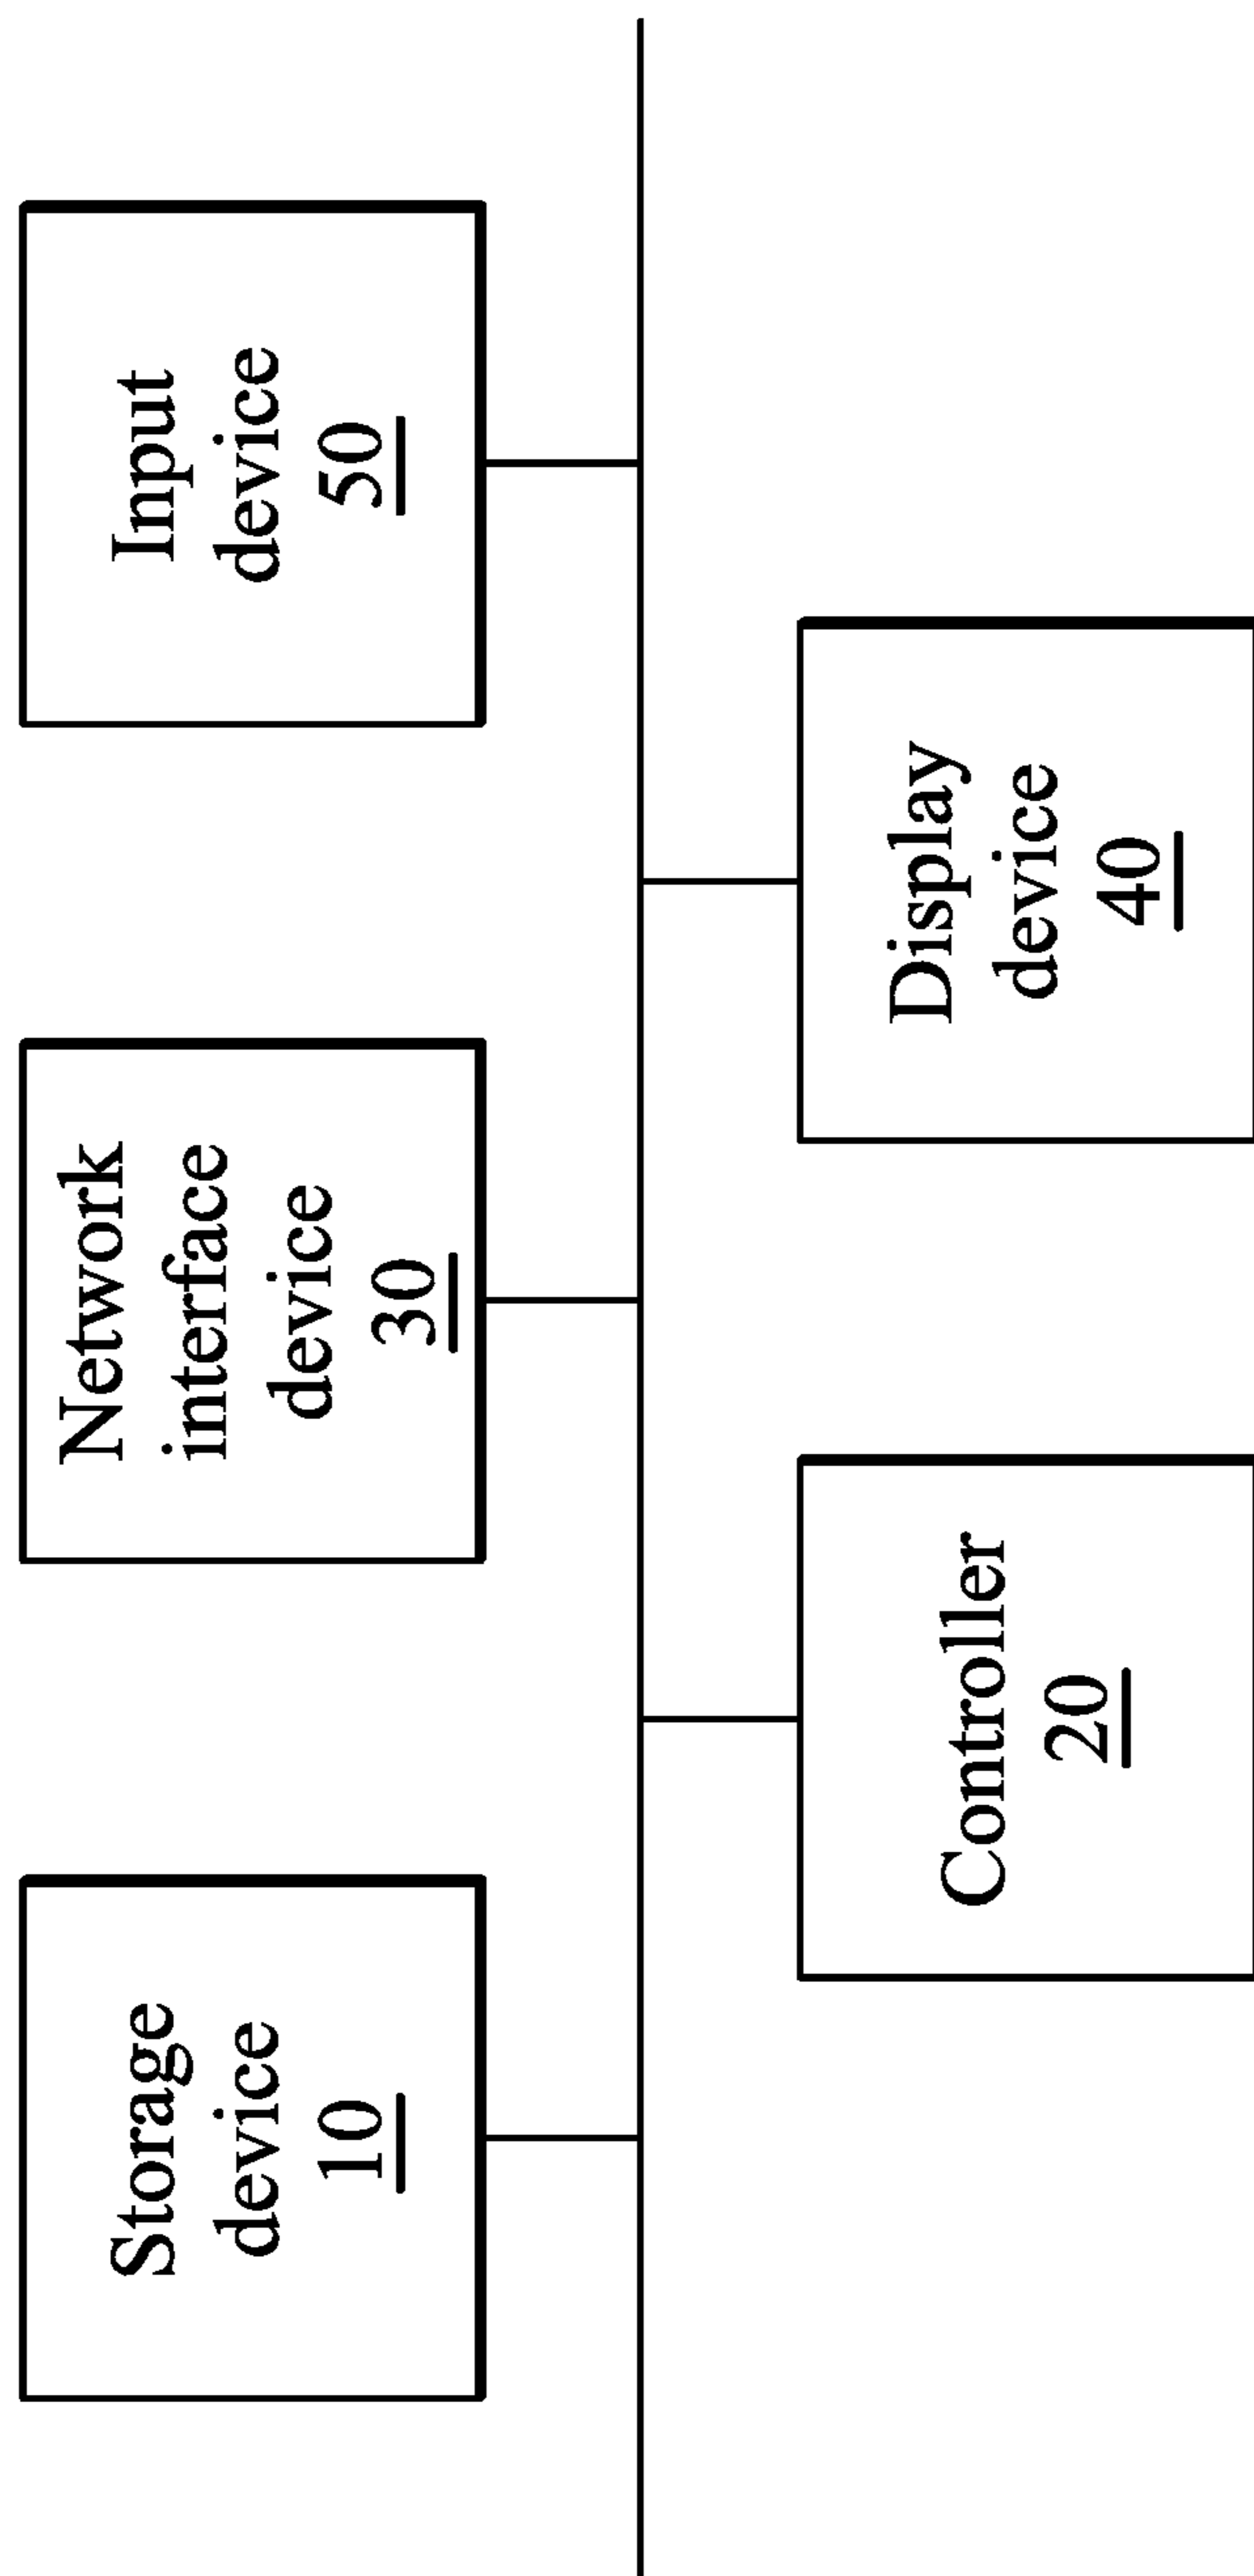 Storage
device
10
Network
interface
device
30
Input
device
50
Controller
20
Display
device
40